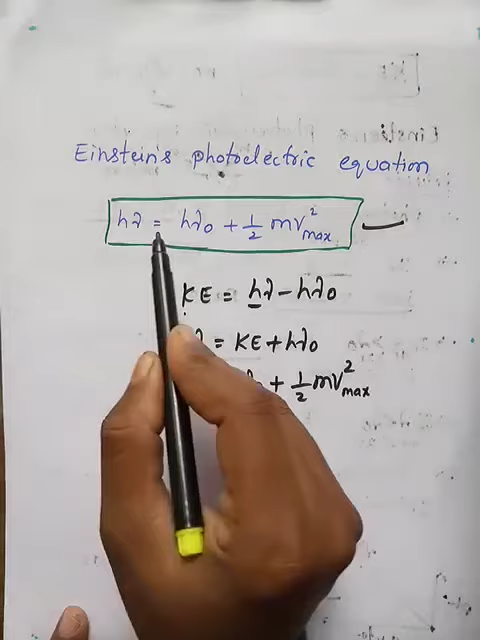 Einstein's photoelectric equation
hν = hν₀ + ½ mv²max
KE = hν - hν₀
= KE + hν₀
+ ½ mv²max